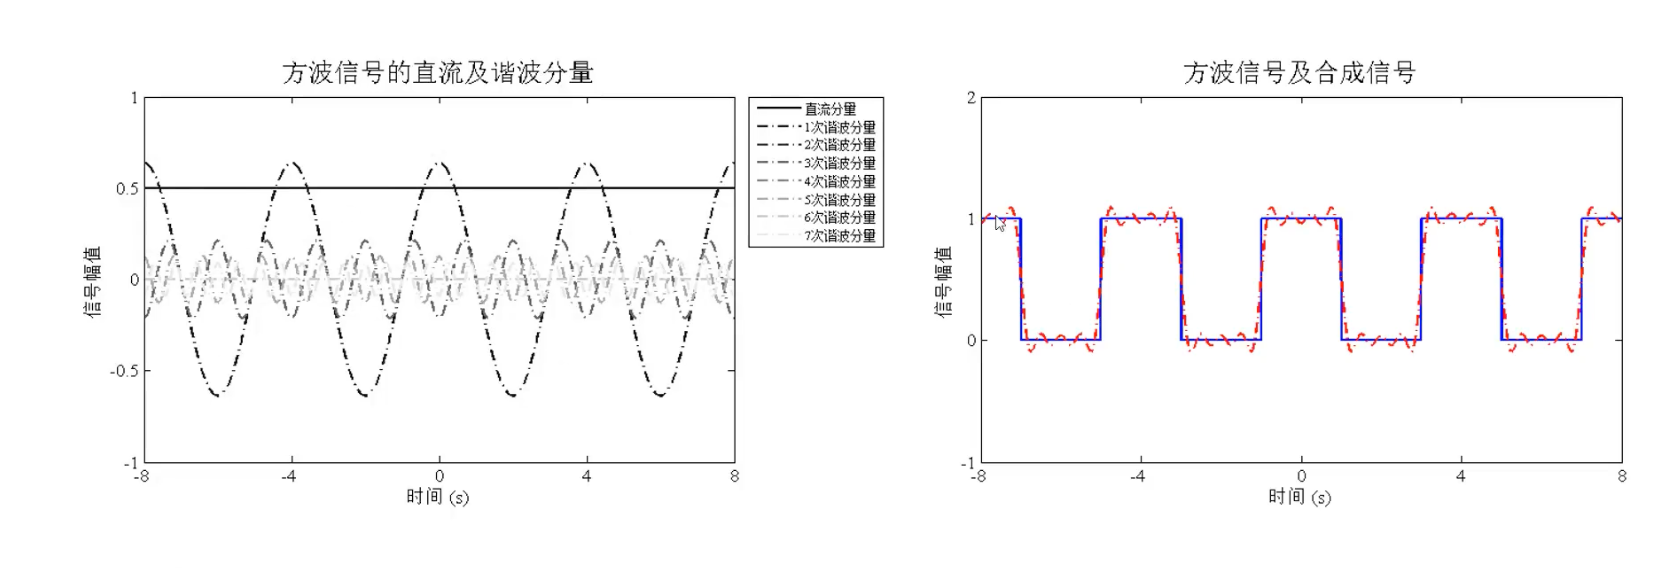 方波信号的直流及谐波分量
1
0.5
0
-0.5
-1
-8
-4
0
4
8
信号幅值
时间 (s)
直流分量
1次谐波分量
2次谐波分量
3次谐波分量
4次谐波分量
5次谐波分量
6次谐波分量
7次谐波分量
方波信号及合成信号
2
1
0
-1
-8
-4
0
4
8
信号幅值
时间 (s)